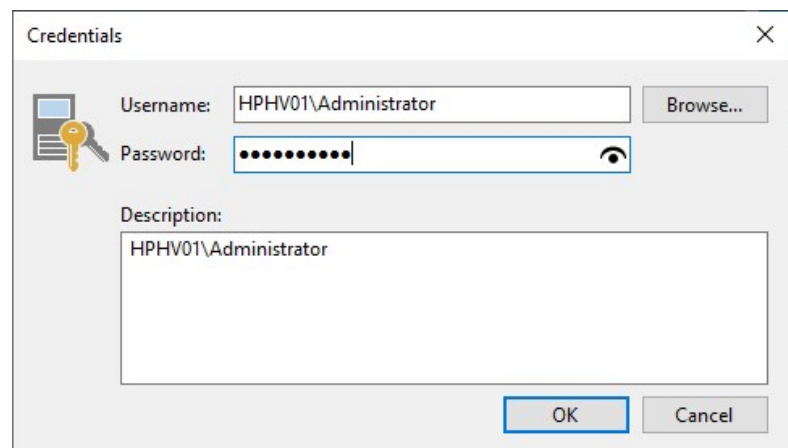 Credentials
Username: HPHV01\Administrator Browse...
Password: ●●●●●●●●●●
Description:
HPHV01\Administrator
OK Cancel